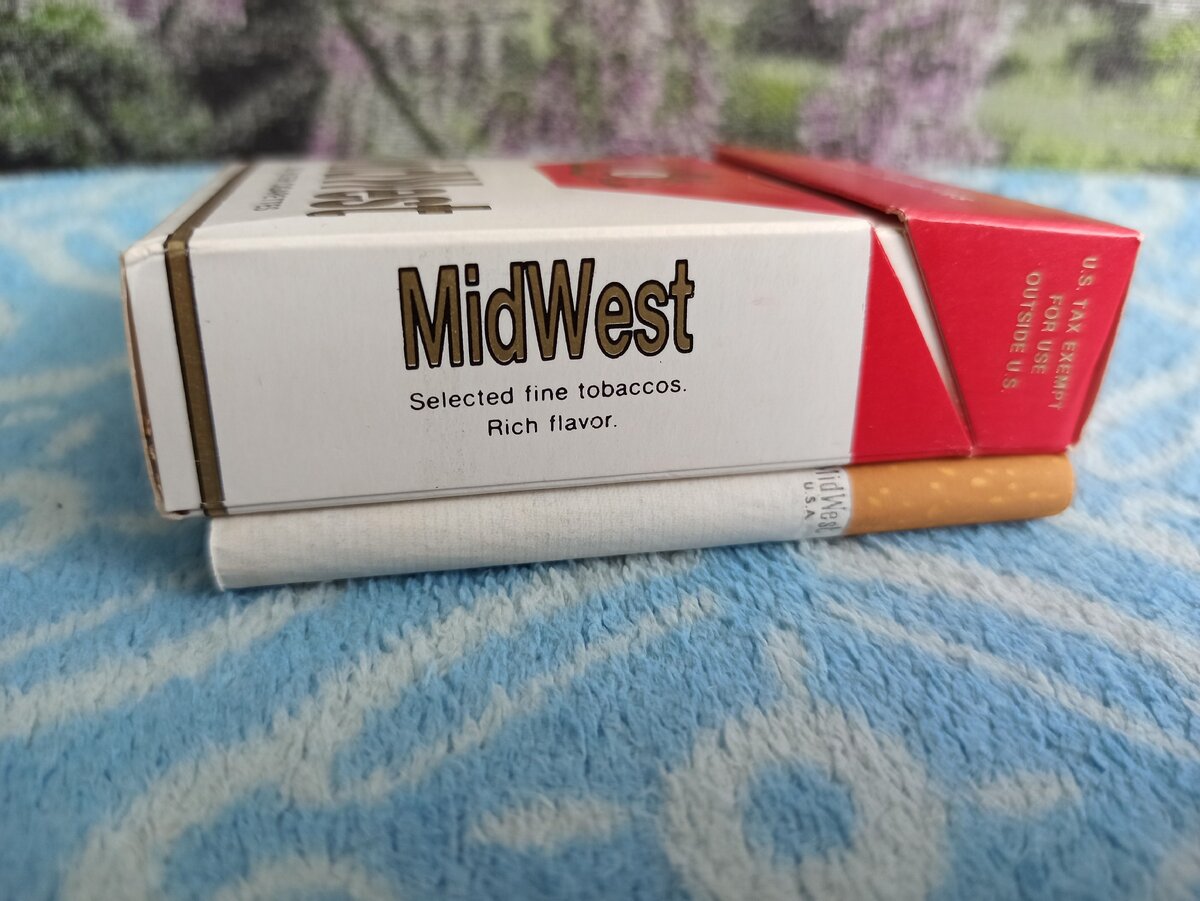 MidWest
Selected fine tobaccos.
Rich flavor.
U.S. TAX EXEMPT
FOR USE
OUTSIDE U.S.
MidWest
U.S.A